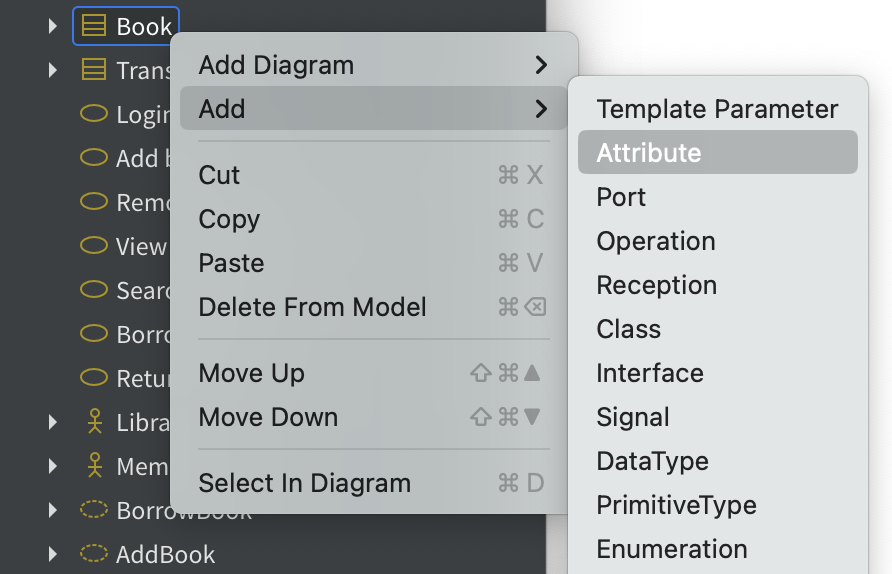 Book
Trans
Login
Add b
Remo
View
Searc
Borro
Retur
Libra
Mem
BorrowBook
AddBook
Add Diagram
Add
Cut ⌘ X
Copy ⌘ C
Paste ⌘ V
Delete From Model ⌘⌫
Move Up ⇧⌘▲
Move Down ⇧⌘▼
Select In Diagram ⌘ D
Template Parameter
Attribute
Port
Operation
Reception
Class
Interface
Signal
DataType
PrimitiveType
Enumeration